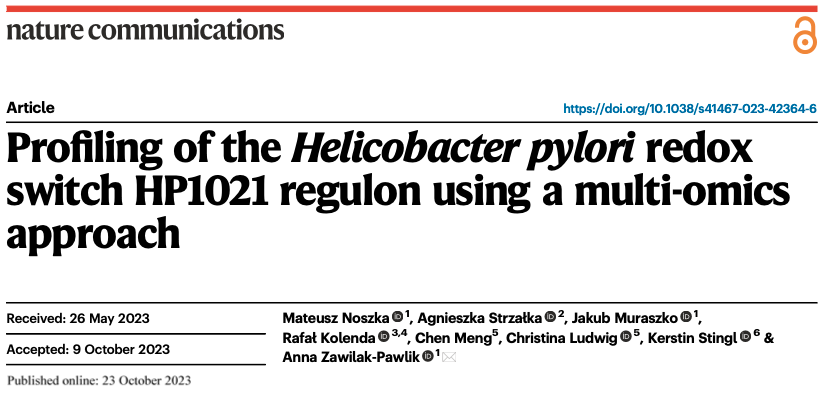 nature communications
Article
https://doi.org/10.1038/s41467-023-42364-6
Profiling of the Helicobacter pylori redox
switch HP1021 regulon using a multi-omics
approach
Received: 26 May 2023
Accepted: 9 October 2023
Published online: 23 October 2023
Mateusz Noszka 1, Agnieszka Strzałka 2, Jakub Muraszko 1,
Rafał Kolenda 3,4, Chen Meng5, Christina Ludwig 5, Kerstin Stingl 6 &
Anna Zawilak-Pawlik 1